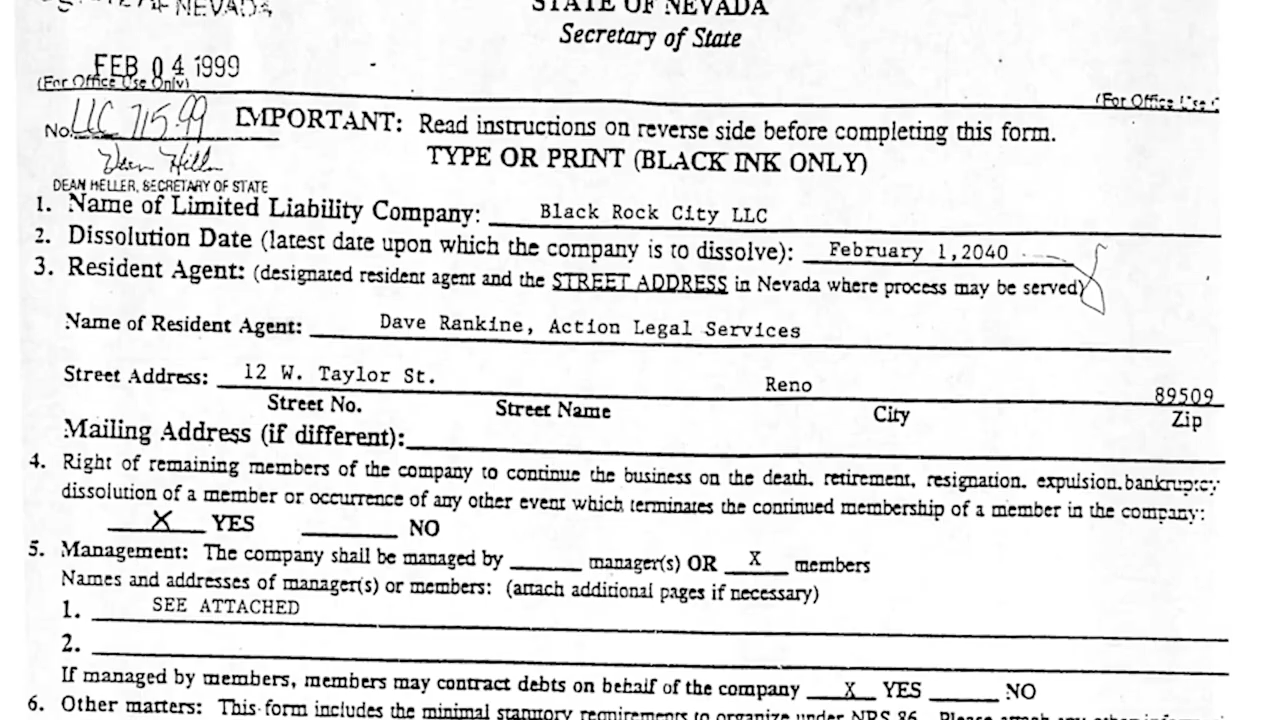 OF NEVADA
STATE OF NEVADA
Secretary of State
FEB 04 1999
(For Office Use Only)
(For Office Use O
No. LLC 715-99
IMPORTANT: Read instructions on reverse side before completing this form.
TYPE OR PRINT (BLACK INK ONLY)
Dean Heller
DEAN HELLER, SECRETARY OF STATE
1. Name of Limited Liability Company: Black Rock City LLC
2. Dissolution Date (latest date upon which the company is to dissolve): February 1,2040
3. Resident Agent: (designated resident agent and the STREET ADDRESS in Nevada where process may be served)
Name of Resident Agent: Dave Rankine, Action Legal Services
Street Address: 12 W. Taylor St. Reno 89509
Street No. Street Name City Zip
Mailing Address (if different):
4. Right of remaining members of the company to continue the business on the death, retirement, resignation, expulsion, bankruptcy
dissolution of a member or occurrence of any other event which terminates the continued membership of a member in the company:
X YES NO
5. Management: The company shall be managed by manager(s) OR X members
Names and addresses of manager(s) or members: (attach additional pages if necessary)
1. SEE ATTACHED
2.
If managed by members, members may contract debts on behalf of the company X YES NO
6. Other matters: This form includes the minimal statutory requirements to organize under NRS 86. Please attach any other